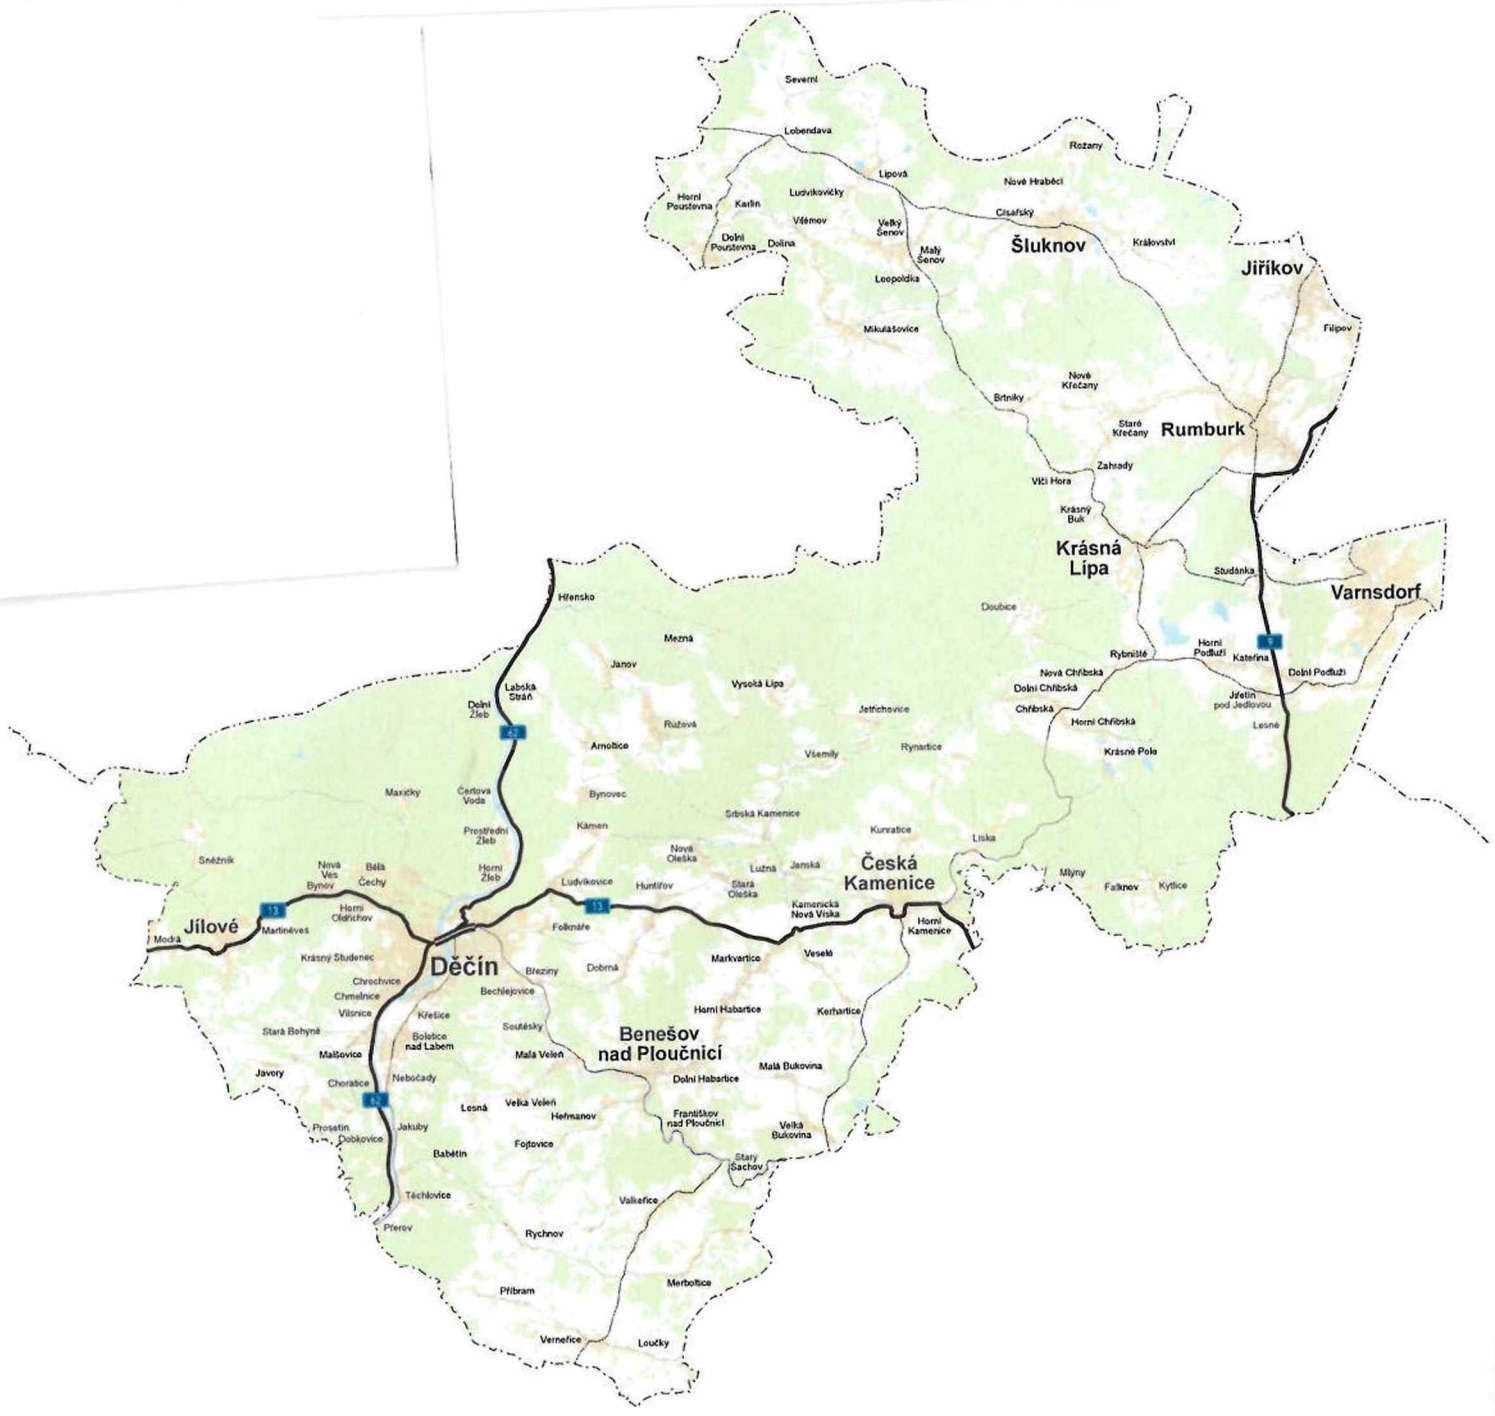 Severní
Lobendava
Rožany
Lipová
Nové Hraběcí
Ludvíkovičky
Horní
Poustevna
Karlín
Císařský
Vilémov
Velký
Šenov
Šluknov
Dolní
Poustevna
Dolina
Království
Malý
Šenov
Jiříkov
Leopoldka
Mikulášovice
Filipov
Nové
Křečany
Brtníky
Staré
Křečany
Rumburk
Zahrady
Vlčí Hora
Krásný
Buk
Krásná
Lípa
Studánka
Varnsdorf
Hřensko
Doubice
Mezná
9
Horní
Podluží
Rybniště
Kateřina
Janov
Nová Chřibská
Dolní Podluží
Labská
Stráň
Vysoká Lípa
Dolní Chřibská
Jiřetín
pod Jedlovou
Dolní
Žleb
Chřibská
Jetřichovice
Růžová
Horní Chřibská
Lesné
62
Arnoltice
Rynartice
Všemily
Krásné Pole
Maxičky
Čertova
Voda
Bynovec
Srbská Kamenice
Kámen
Prostřední
Žleb
Kunratice
Líska
Nová
Oleška
Sněžník
Česká
Kamenice
Nová
Ves
Bělá
Horní
Žleb
Lužná
Janská
Mlýny
Bynov
Čechy
Ludvíkovice
Huntířov
Stará
Oleška
Falknov
Kytlice
13
Horní
Oldřichov
13
Kamenická
Nová Víska
Jílové
Martiněves
Folknáře
Horní
Kamenice
Modrá
Krásný Studenec
Markvartice
Veselé
Děčín
Březiny
Dobrná
Chrochvice
Chmelnice
Bechlejovice
Vilsnice
Křešice
Horní Habartice
Kerhartice
Stará Bohyně
Soutěsky
Benešov
nad Ploučnicí
Boletice
nad Labem
Malšovice
Malá Veleň
Malá Bukovina
Javory
Choratice
Nebočady
Dolní Habartice
62
Lesná
Velká Veleň
Heřmanov
Františkov
nad Ploučnicí
Prosetín
Jakuby
Velká
Bukovina
Dobkovice
Fojtovice
Babětín
Starý
Šachov
Těchlovice
Valkeřice
Přerov
Rychnov
Merboltice
Příbram
Verneřice
Loučky